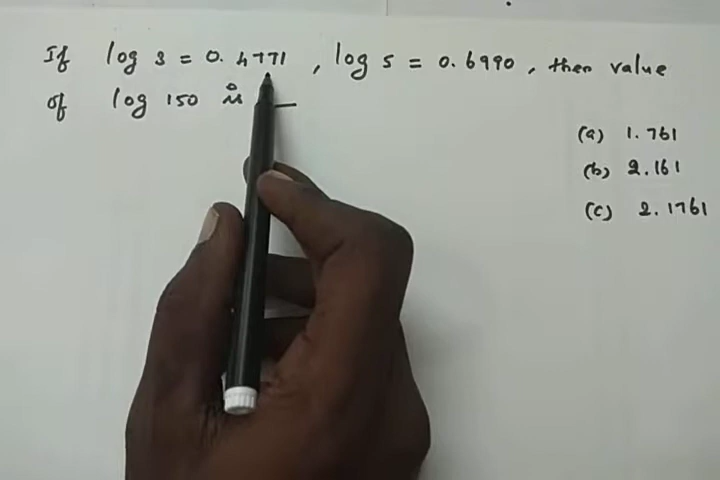 If log 3 = 0.4771, log 5 = 0.6990, then value
of log 150 is __
(a) 1.761
(b) 2.161
(c) 2.1761